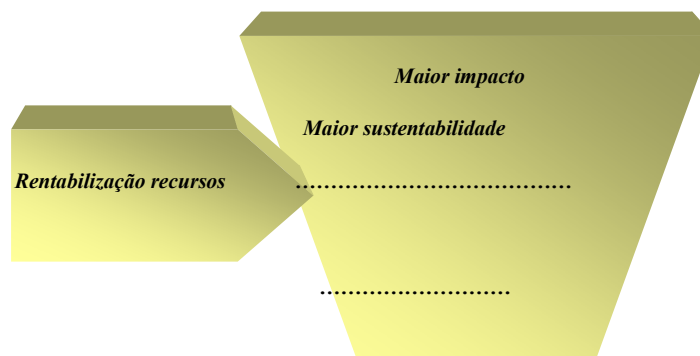 Maior impacto
Maior sustentabilidade
Rentabilização recursos
........................................
...........................